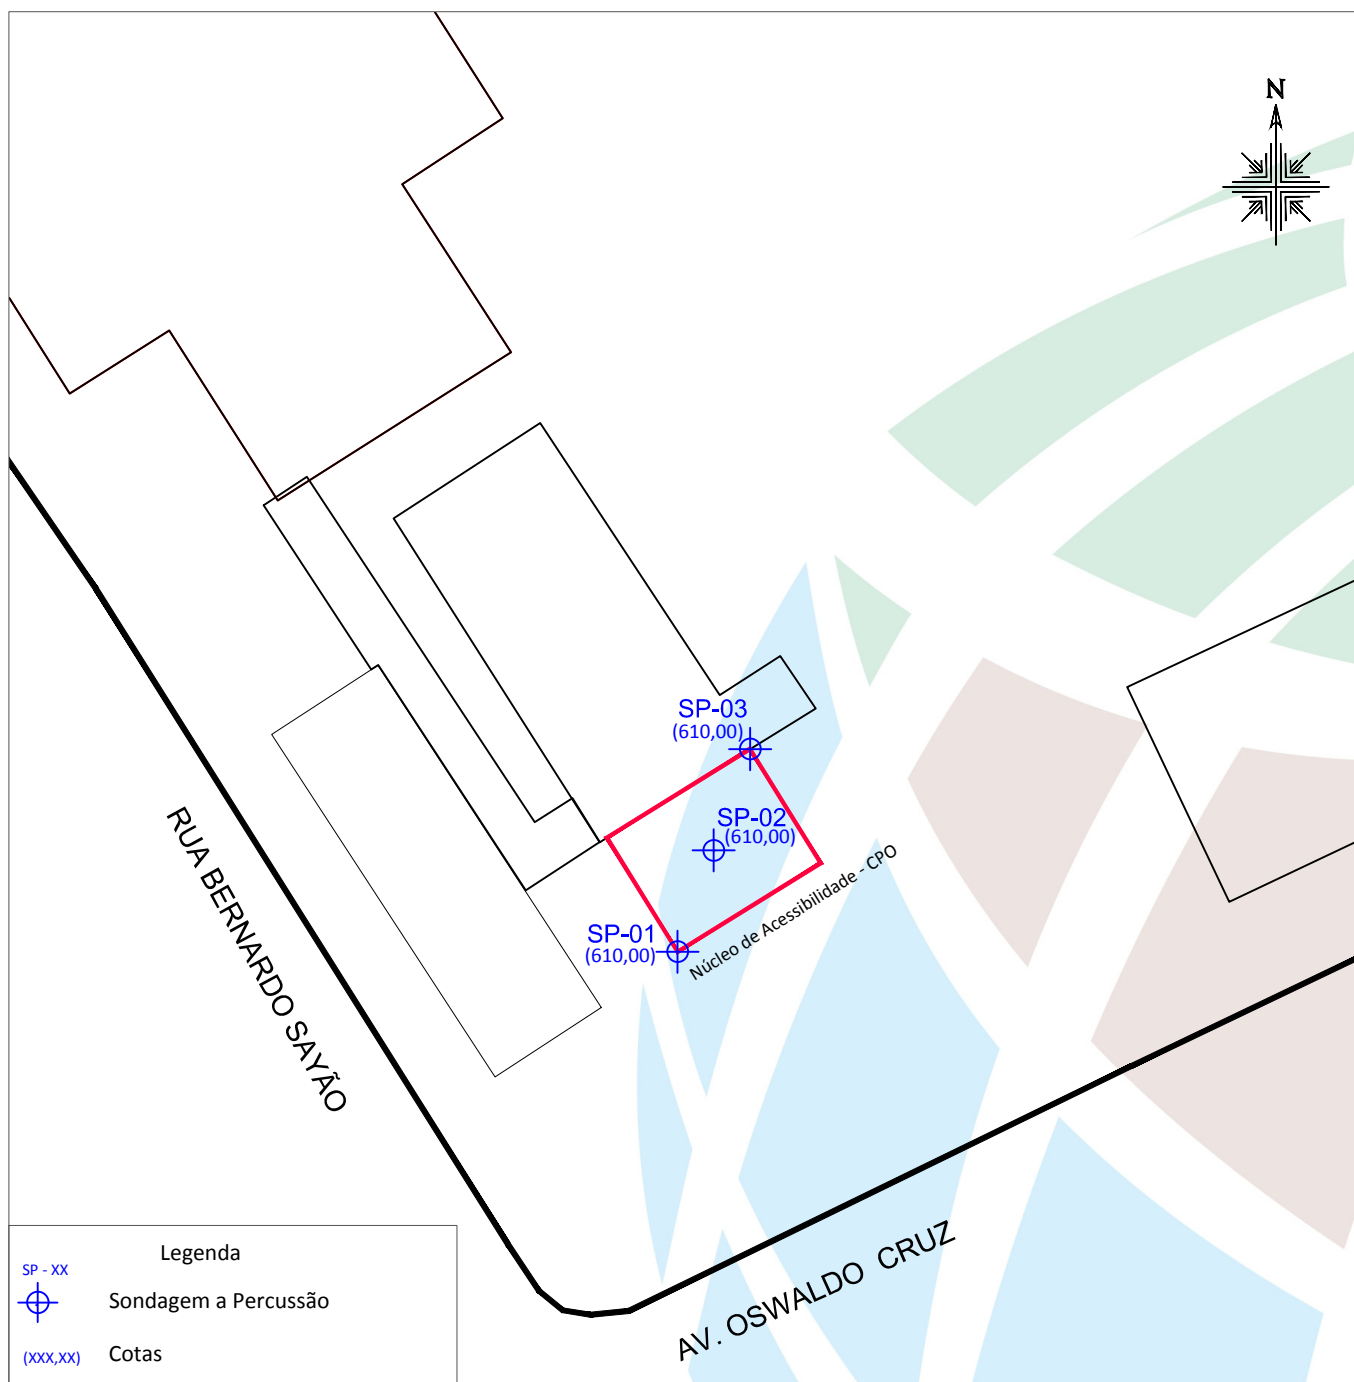 N
SP-03
(610,00)
SP-02
(610,00)
SP-01
(610,00)
Núcleo de Acessibilidade - CPO
RUA BERNARDO SAYÃO
AV. OSWALDO CRUZ
Legenda
SP - XX
Sondagem a Percussão
(XXX,XX)
Cotas